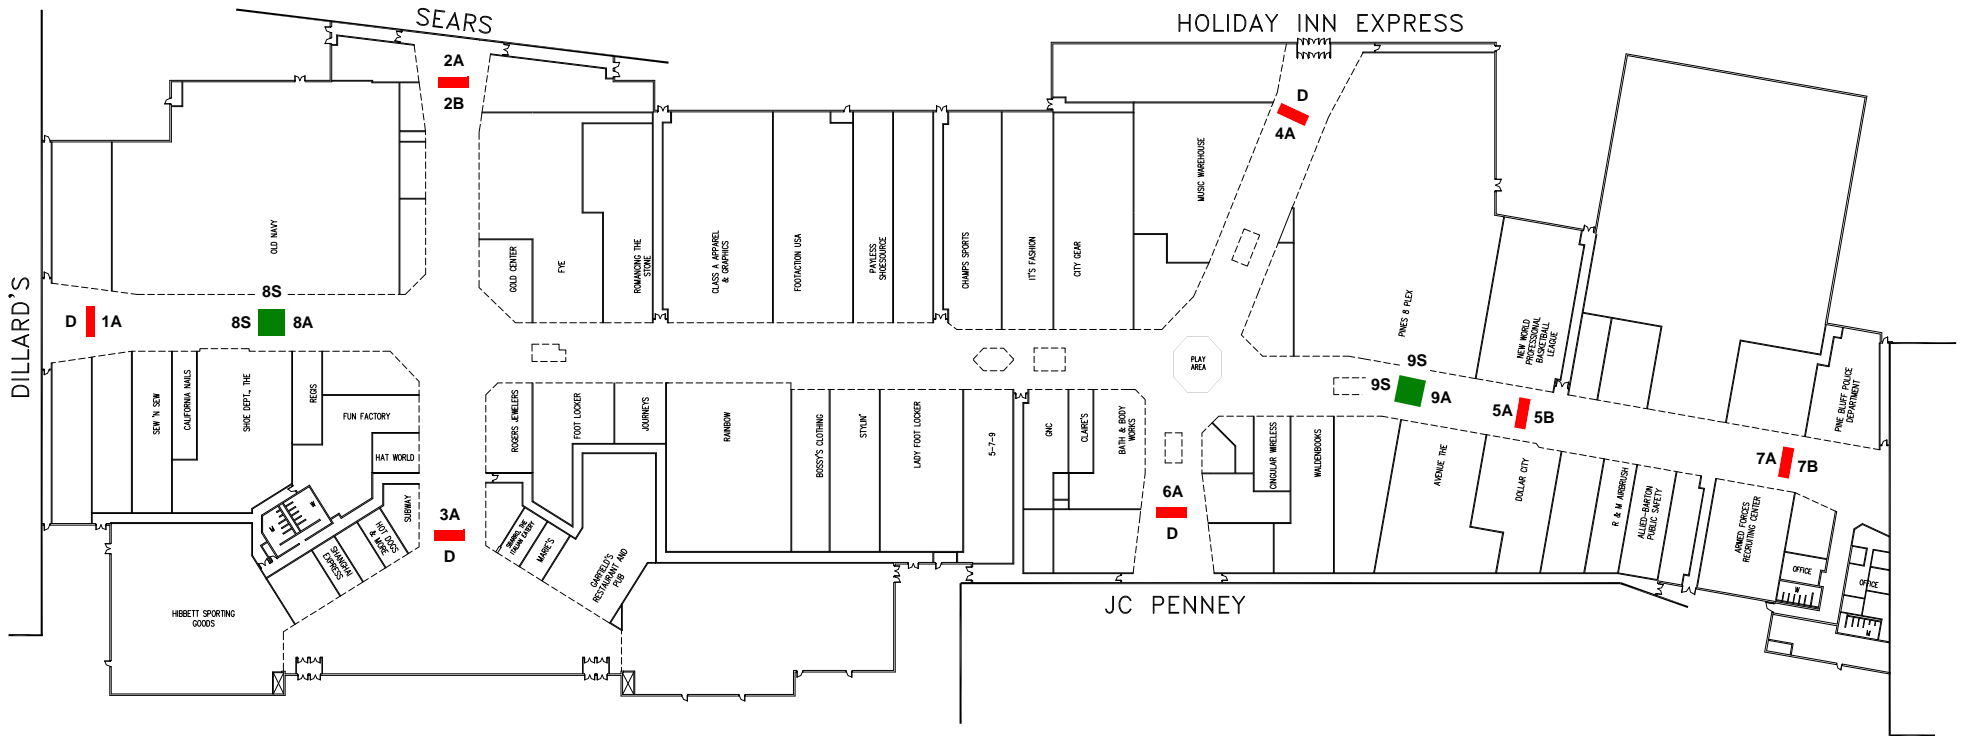 SEARS
HOLIDAY INN EXPRESS
2A
2B
D
4A
DILLARD'S
OLD NAVY
8S
8S
8A
D
1A
GOLD CENTER
FYE
ROMANCING THE
STONE
CLASS A APPAREL
& GRAPHICS
FOOTACTION USA
PAYLESS
SHOESOURCE
CHAMPS SPORTS
IT'S FASHION
CITY GEAR
MUSIC WAREHOUSE
PINES 8 PLEX
NEW WORLD
PROFESSIONAL
BASKETBALL
LEAGUE
PLAY
AREA
9S
9S
9A
5A
5B
PINE BLUFF POLICE
DEPARTMENT
7A
7B
SEW 'N SEW
CALIFORNIA NAILS
SHOE DEPT., THE
REGIS
FUN FACTORY
HAT WORLD
SUBWAY
HOT DOGS
& MORE
SHANGHAI
EXPRESS
M
W
HIBBETT SPORTING
GOODS
3A
D
ROGERS JEWELERS
FOOT LOCKER
JOURNEYS
ITALIAN EATERY
MARIE'S
GARFIELD'S
RESTAURANT AND
PUB
RAINBOW
BOSSY'S CLOTHING
STYLIN'
LADY FOOT LOCKER
5-7-9
GNC
CLAIRE'S
BATH & BODY
WORKS
6A
D
JC PENNEY
CINGULAR WIRELESS
WALDENBOOKS
AVENUE THE
DOLLAR CITY
R & M AIRBRUSH
ALLIED-BARTON
PUBLIC SAFETY
ARMED FORCES
RECRUITING CENTER
OFFICE
W
OFFICE
M